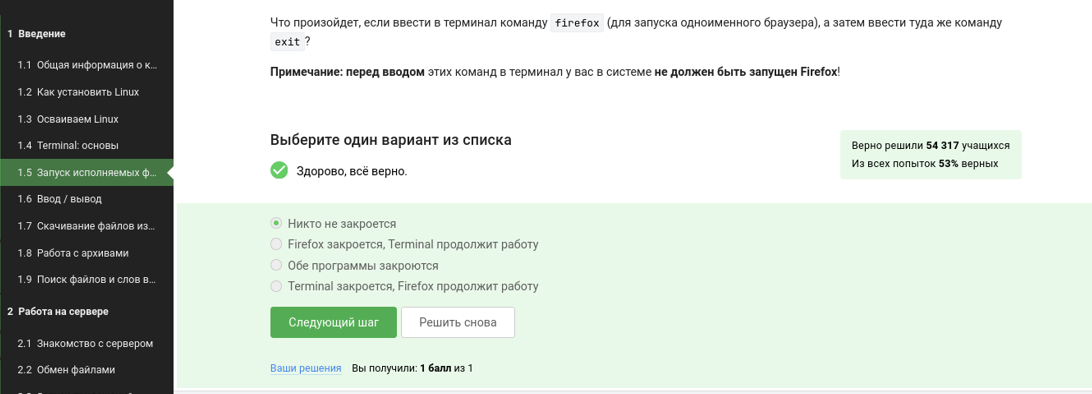 1 Введение
1.1 Общая информация о к...
1.2 Как установить Linux
1.3 Осваиваем Linux
1.4 Terminal: основы
1.5 Запуск исполняемых ф...
1.6 Ввод / вывод
1.7 Скачивание файлов из...
1.8 Работа с архивами
1.9 Поиск файлов и слов в...
2 Работа на сервере
2.1 Знакомство с сервером
2.2 Обмен файлами
Что произойдет, если ввести в терминал команду firefox (для запуска одноименного браузера), а затем ввести туда же команду
exit ?
Примечание: перед вводом этих команд в терминал у вас в системе не должен быть запущен Firefox!
Выберите один вариант из списка
Здорово, всё верно.
Верно решили 54 317 учащихся
Из всех попыток 53% верных
Никто не закроется
Firefox закроется, Terminal продолжит работу
Обе программы закроются
Terminal закроется, Firefox продолжит работу
Следующий шаг
Решить снова
Ваши решения Вы получили: 1 балл из 1